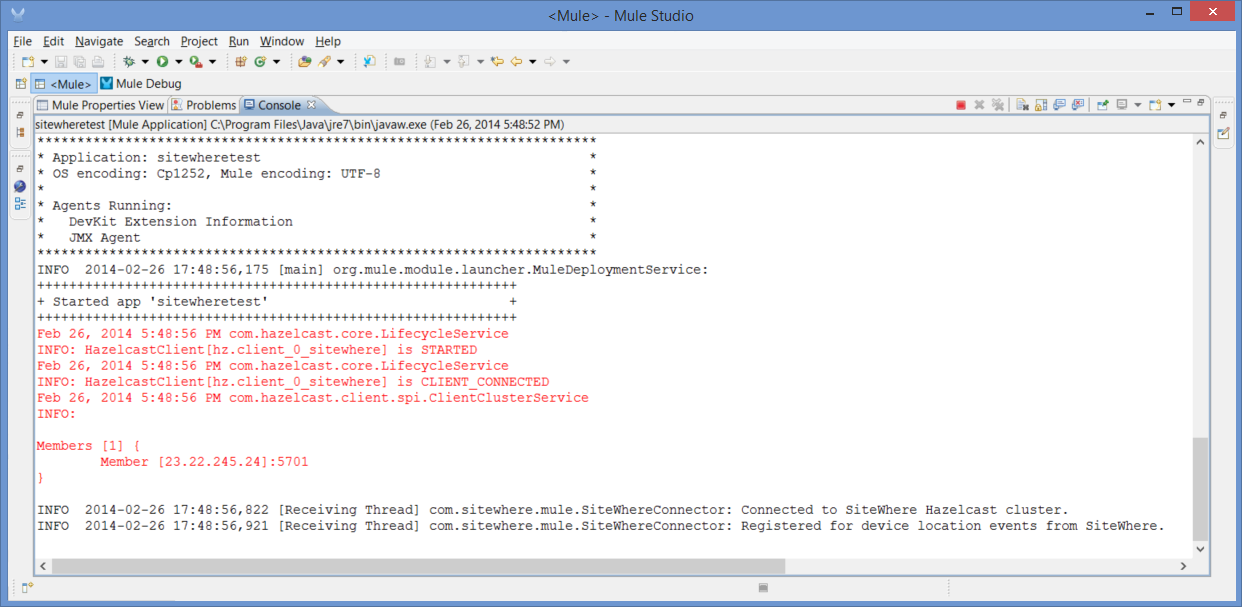 <Mule> - Mule Studio
File Edit Navigate Search Project Run Window Help
<Mule> Mule Debug
Mule Properties View Problems Console
sitewheretest [Mule Application] C:\Program Files\Java\jre7\bin\javaw.exe (Feb 26, 2014 5:48:52 PM)
**********************************************************************
* Application: sitewheretest *
* OS encoding: Cp1252, Mule encoding: UTF-8 *
* *
* Agents Running: *
* DevKit Extension Information *
* JMX Agent *
**********************************************************************
INFO 2014-02-26 17:48:56,175 [main] org.mule.module.launcher.MuleDeploymentService:
++++++++++++++++++++++++++++++++++++++++++++++++++++++++++++
+ Started app 'sitewheretest' +
++++++++++++++++++++++++++++++++++++++++++++++++++++++++++++
Feb 26, 2014 5:48:56 PM com.hazelcast.core.LifecycleService
INFO: HazelcastClient[hz.client_0_sitewhere] is STARTED
Feb 26, 2014 5:48:56 PM com.hazelcast.core.LifecycleService
INFO: HazelcastClient[hz.client_0_sitewhere] is CLIENT_CONNECTED
Feb 26, 2014 5:48:56 PM com.hazelcast.client.spi.ClientClusterService
INFO:
Members [1] {
Member [23.22.245.24]:5701
}
INFO 2014-02-26 17:48:56,822 [Receiving Thread] com.sitewhere.mule.SiteWhereConnector: Connected to SiteWhere Hazelcast cluster.
INFO 2014-02-26 17:48:56,921 [Receiving Thread] com.sitewhere.mule.SiteWhereConnector: Registered for device location events from SiteWhere.